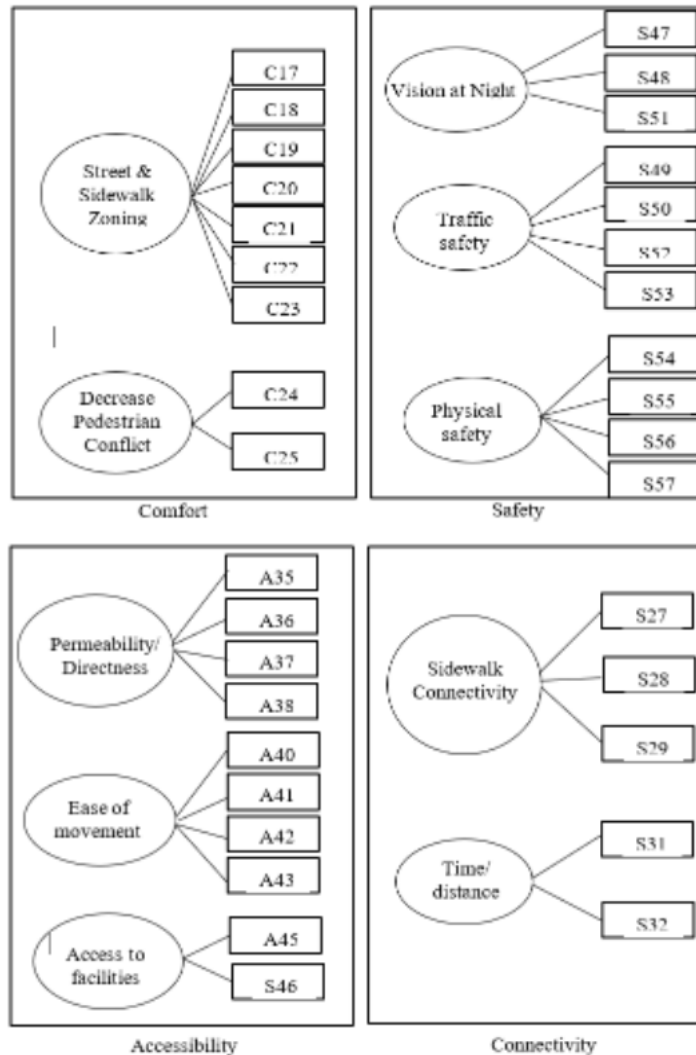 Street &
Sidewalk
Zoning
C17
C18
C19
C20
C21
C22
C23
Decrease
Pedestrian
Conflict
C24
C25
Comfort
Vision at Night
S47
S48
S51
Traffic
safety
S49
S50
S52
S53
Physical
safety
S54
S55
S56
S57
Safety
Permeability/
Directness
A35
A36
A37
A38
Ease of
movement
A40
A41
A42
A43
Access to
facilities
A45
S46
Accessibility
Sidewalk
Connectivity
S27
S28
S29
Time/
distance
S31
S32
Connectivity